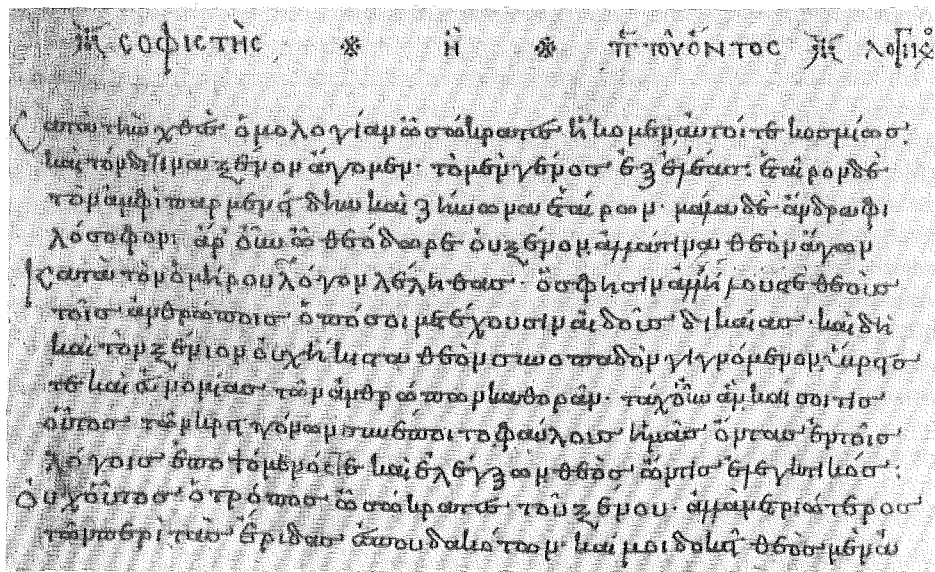 σοφιστὴς ※ ἢ ※ π τοῦ ὄντος λογικό
κατὰ τὴν χθὲς ὁμολογίαν ὦ σώκρατες ἥκομεν αὐτοί τε κοσμίως·
καὶ τόνδε τινὰ ξένον ἄγομεν· τὸ μὲν γένος ἐξ ἐλέας· ἑταῖρον δὲ
τῶν ἀμφὶ παρμενίδην καὶ ζήνωνα ἑταίρων· μάλα δὲ ἄνδρα φι
λόσοφον: ἆρ' οὖν ὦ θεόδωρε οὐ ξένον ἀλλά τινα θεὸν ἄγων
κατὰ τὸν ὁμήρου λόγον λέληθας· ὅς φησιν ἄλλους τε θεοὺς
τοῖς ἀνθρώποις ὁπόσοι μετέχουσιν αἰδοῦς δικαίας· καὶ δὴ
καὶ τὸν ξένιον οὐχ ἥκιστα θεὸν συνοπαδὸν γιγνόμενον ὕβρεις
τε καὶ εὐνομίας τῶν ἀνθρώπων καθορᾶν· τάχ' οὖν ἂν καὶ σοί τις
οὗτος τῶν κρειττόνων συνέποιτο φαύλους ἡμᾶς ὄντας ἐν τοῖς
λόγοις ἐποψόμενός τε καὶ ἐλέγξων θεὸς ὤν τις ἐλεγκτικός:
Οὐχ οὗτος ὁ τρόπος ὦ σώκρατες τοῦ ξένου· ἀλλὰ μετριώτερος
τῶν περὶ τὰς ἔριδας ἐσπουδακότων· καί μοι δοκεῖ θεὸς μὲν